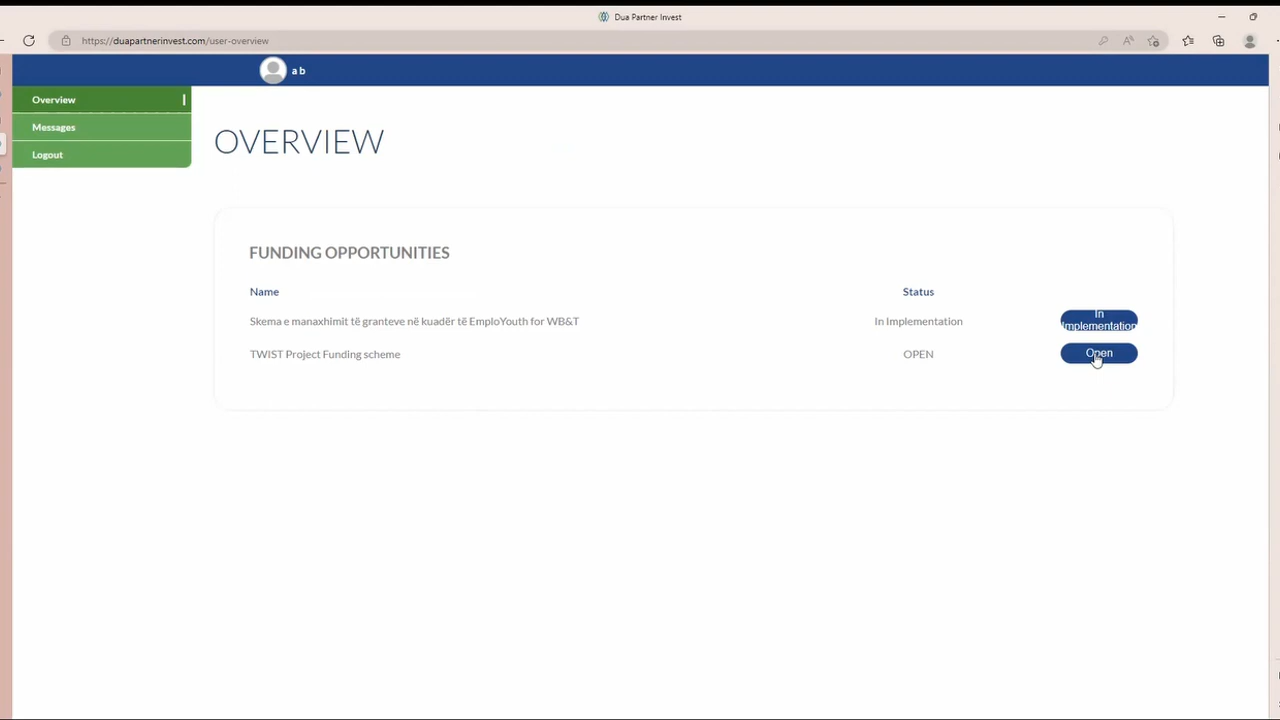 Dua Partner Invest
https://duapartnerinvest.com/user-overview
a b
Overview
Messages
Logout
OVERVIEW
FUNDING OPPORTUNITIES
Name Status
Skema e manaxhimit të granteve në kuadër të EmploYouth for WB&T In Implementation In Implementation
TWIST Project Funding scheme OPEN Open